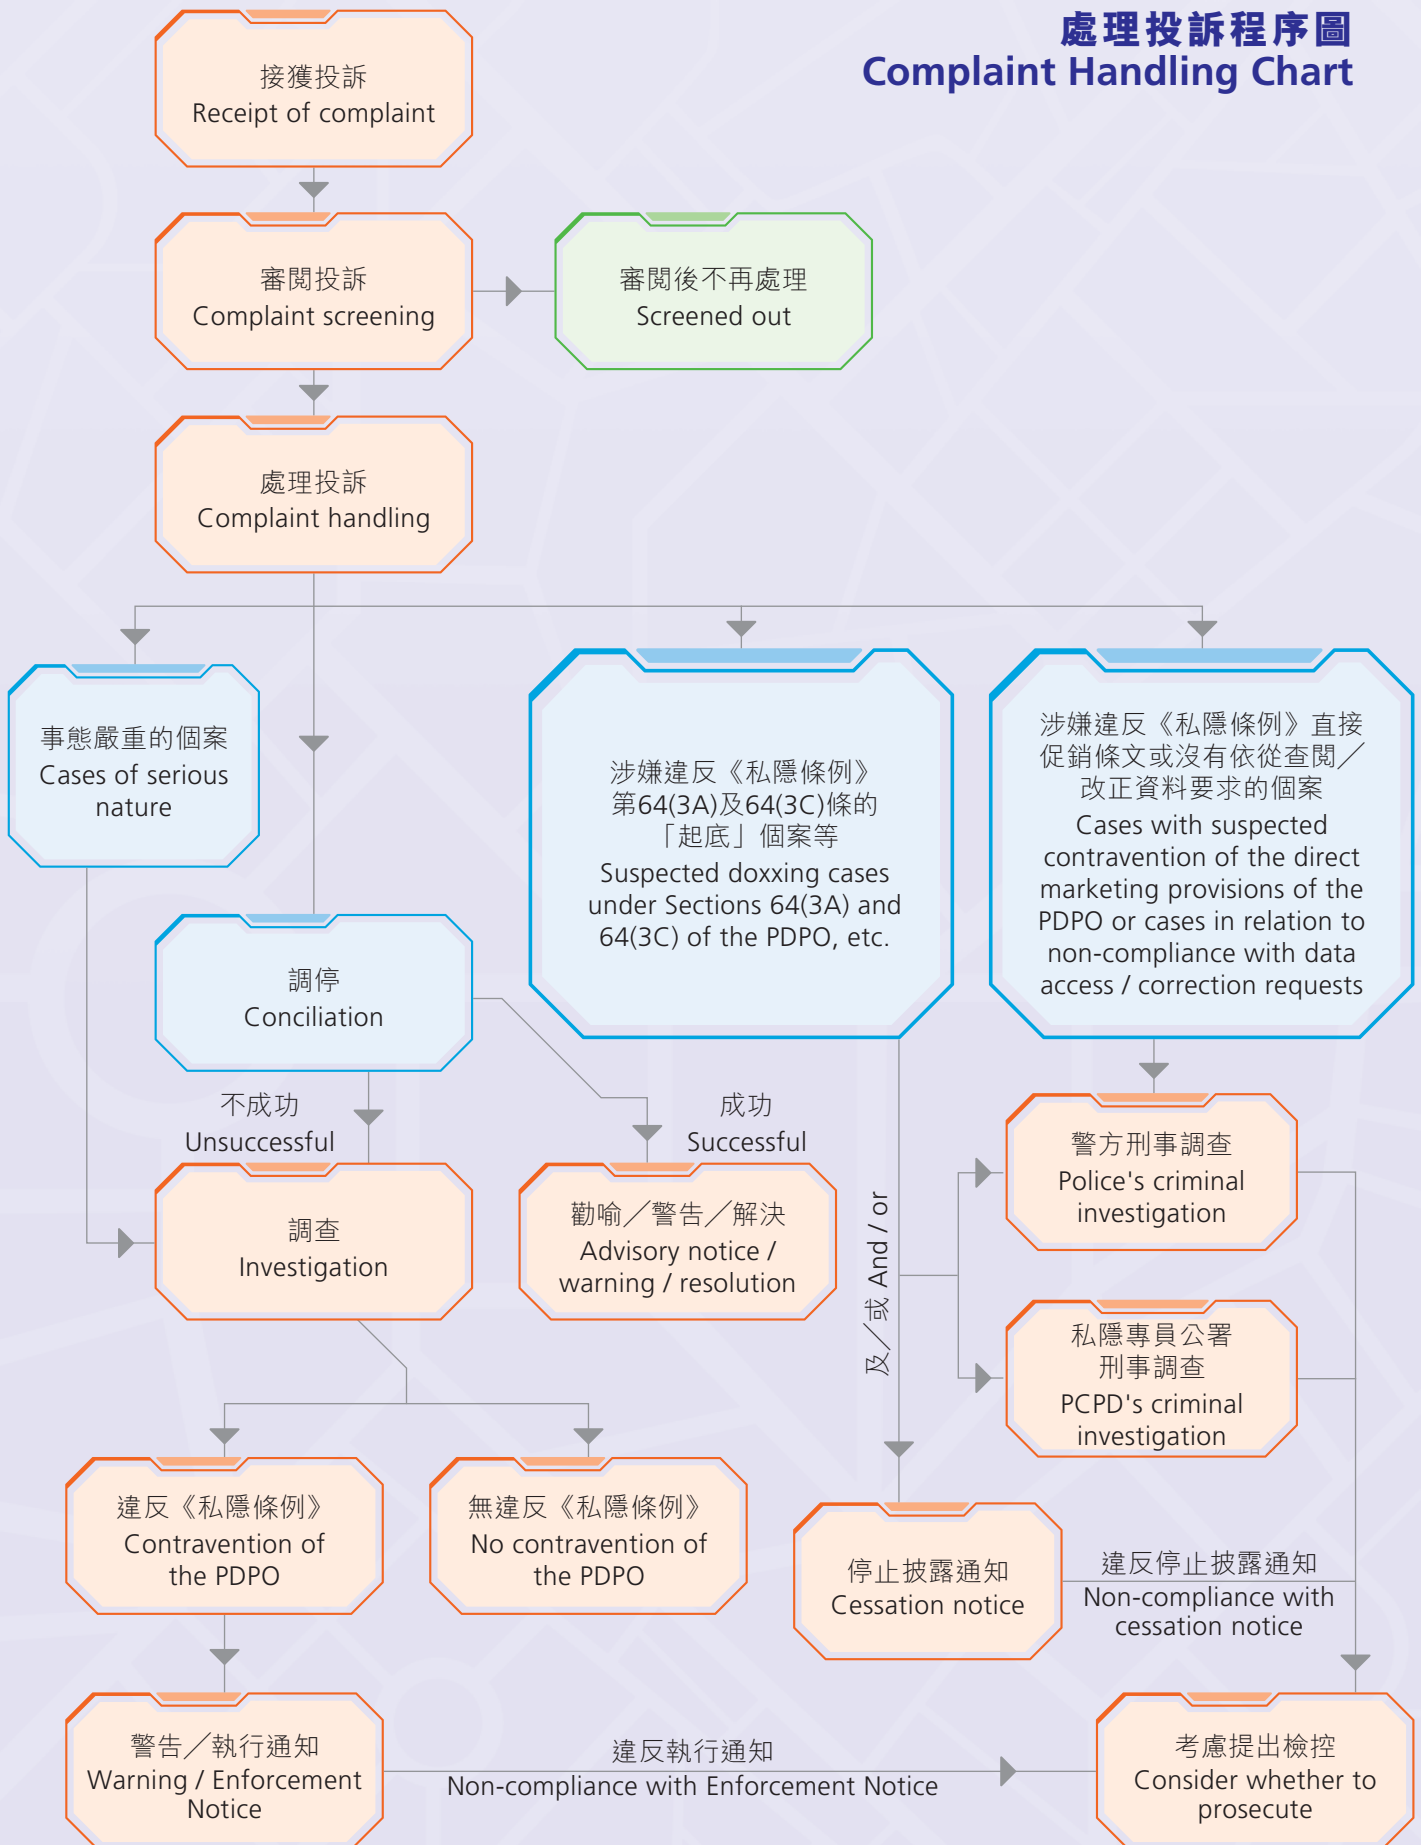 處理投訴程序圖
Complaint Handling Chart
接獲投訴
Receipt of complaint
審閱投訴
Complaint screening
審閱後不再處理
Screened out
處理投訴
Complaint handling
事態嚴重的個案
Cases of serious
nature
涉嫌違反《私隱條例》
第64(3A)及64(3C)條的
「起底」個案等
Suspected doxxing cases
under Sections 64(3A) and
64(3C) of the PDPO, etc.
涉嫌違反《私隱條例》直接
促銷條文或沒有依從查閱╱
改正資料要求的個案
Cases with suspected
contravention of the direct
marketing provisions of the
PDPO or cases in relation to
non-compliance with data
access / correction requests
調停
Conciliation
不成功
Unsuccessful
成功
Successful
調查
Investigation
勸喻╱警告╱解決
Advisory notice /
warning / resolution
及╱或 And / or
警方刑事調查
Police's criminal
investigation
私隱專員公署
刑事調查
PCPD's criminal
investigation
違反《私隱條例》
Contravention of
the PDPO
無違反《私隱條例》
No contravention of
the PDPO
停止披露通知
Cessation notice
違反停止披露通知
Non-compliance with
cessation notice
警告╱執行通知
Warning / Enforcement
Notice
違反執行通知
Non-compliance with Enforcement Notice
考慮提出檢控
Consider whether to
prosecute